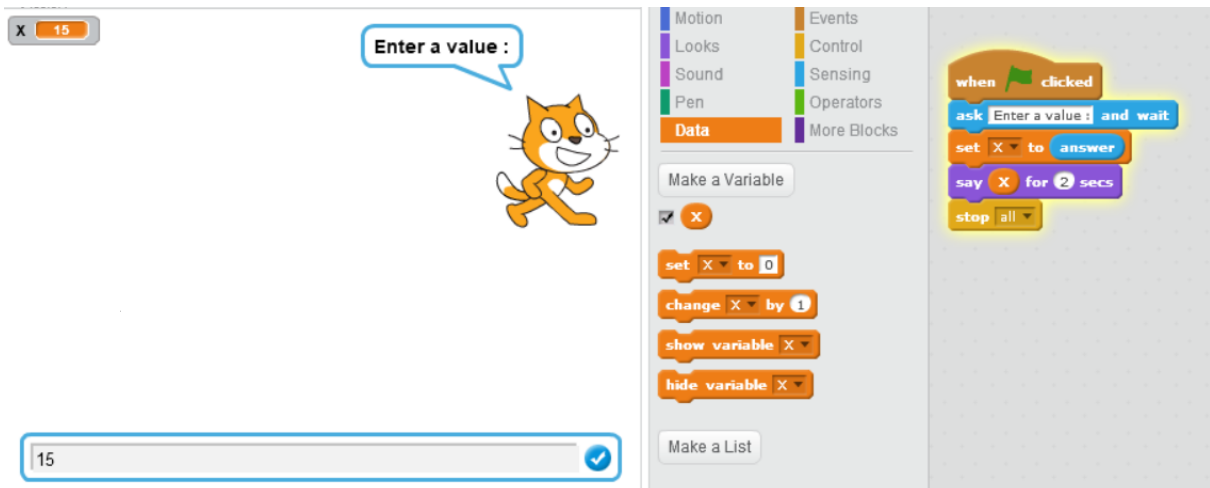 X 15
Enter a value :
15
Motion
Events
Looks
Control
Sound
Sensing
Pen
Operators
Data
More Blocks
Make a Variable
X
set X to 0
change X by 1
show variable X
hide variable X
Make a List
when clicked
ask Enter a value : and wait
set X to answer
say X for 2 secs
stop all